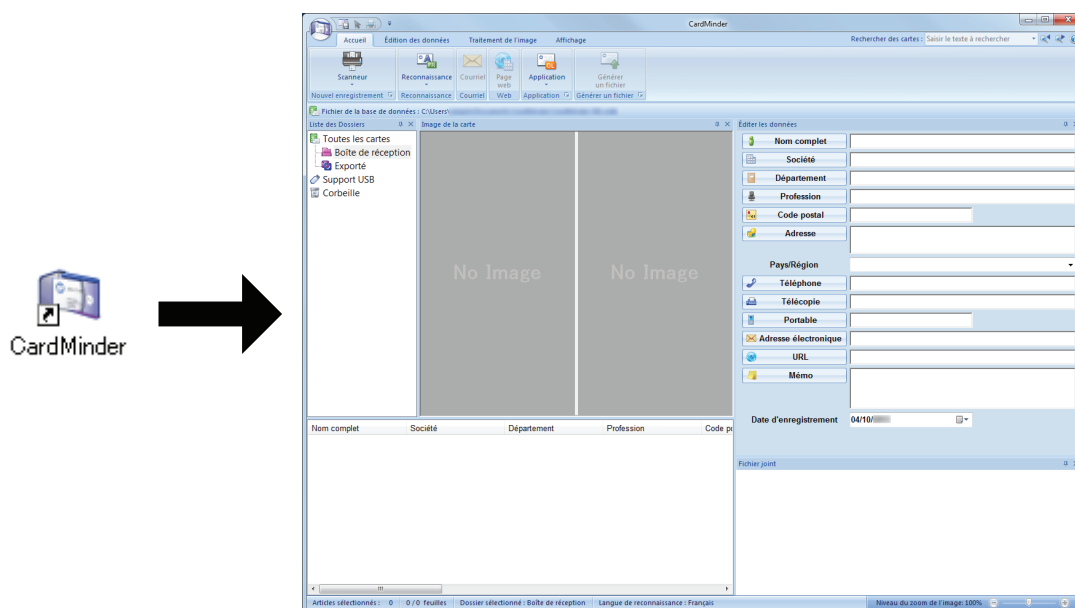 CardMinder
CardMinder
Accueil Édition des données Traitement de l'image Affichage
Rechercher des cartes : Saisir le texte à rechercher
Scanneur Reconnaissance Courriel Page web Application Générer un fichier
Nouvel enregistrement Reconnaissance Courriel Web Application Générer un fichier
Fichier de la base de données : C:\Users\
Liste des Dossiers
Toutes les cartes
Boîte de réception
Exporté
Support USB
Corbeille
Image de la carte
No Image No Image
Éditer les données
Nom complet
Société
Département
Profession
Code postal
Adresse
Pays/Région
Téléphone
Télécopie
Portable
Adresse électronique
URL
Mémo
Date d'enregistrement 04/10/
Nom complet Société Département Profession Code po
Fichier joint
Articles sélectionnés : 0 0 / 0 feuilles Dossier sélectionné : Boîte de réception Langue de reconnaissance : Français Niveau du zoom de l'image: 100%